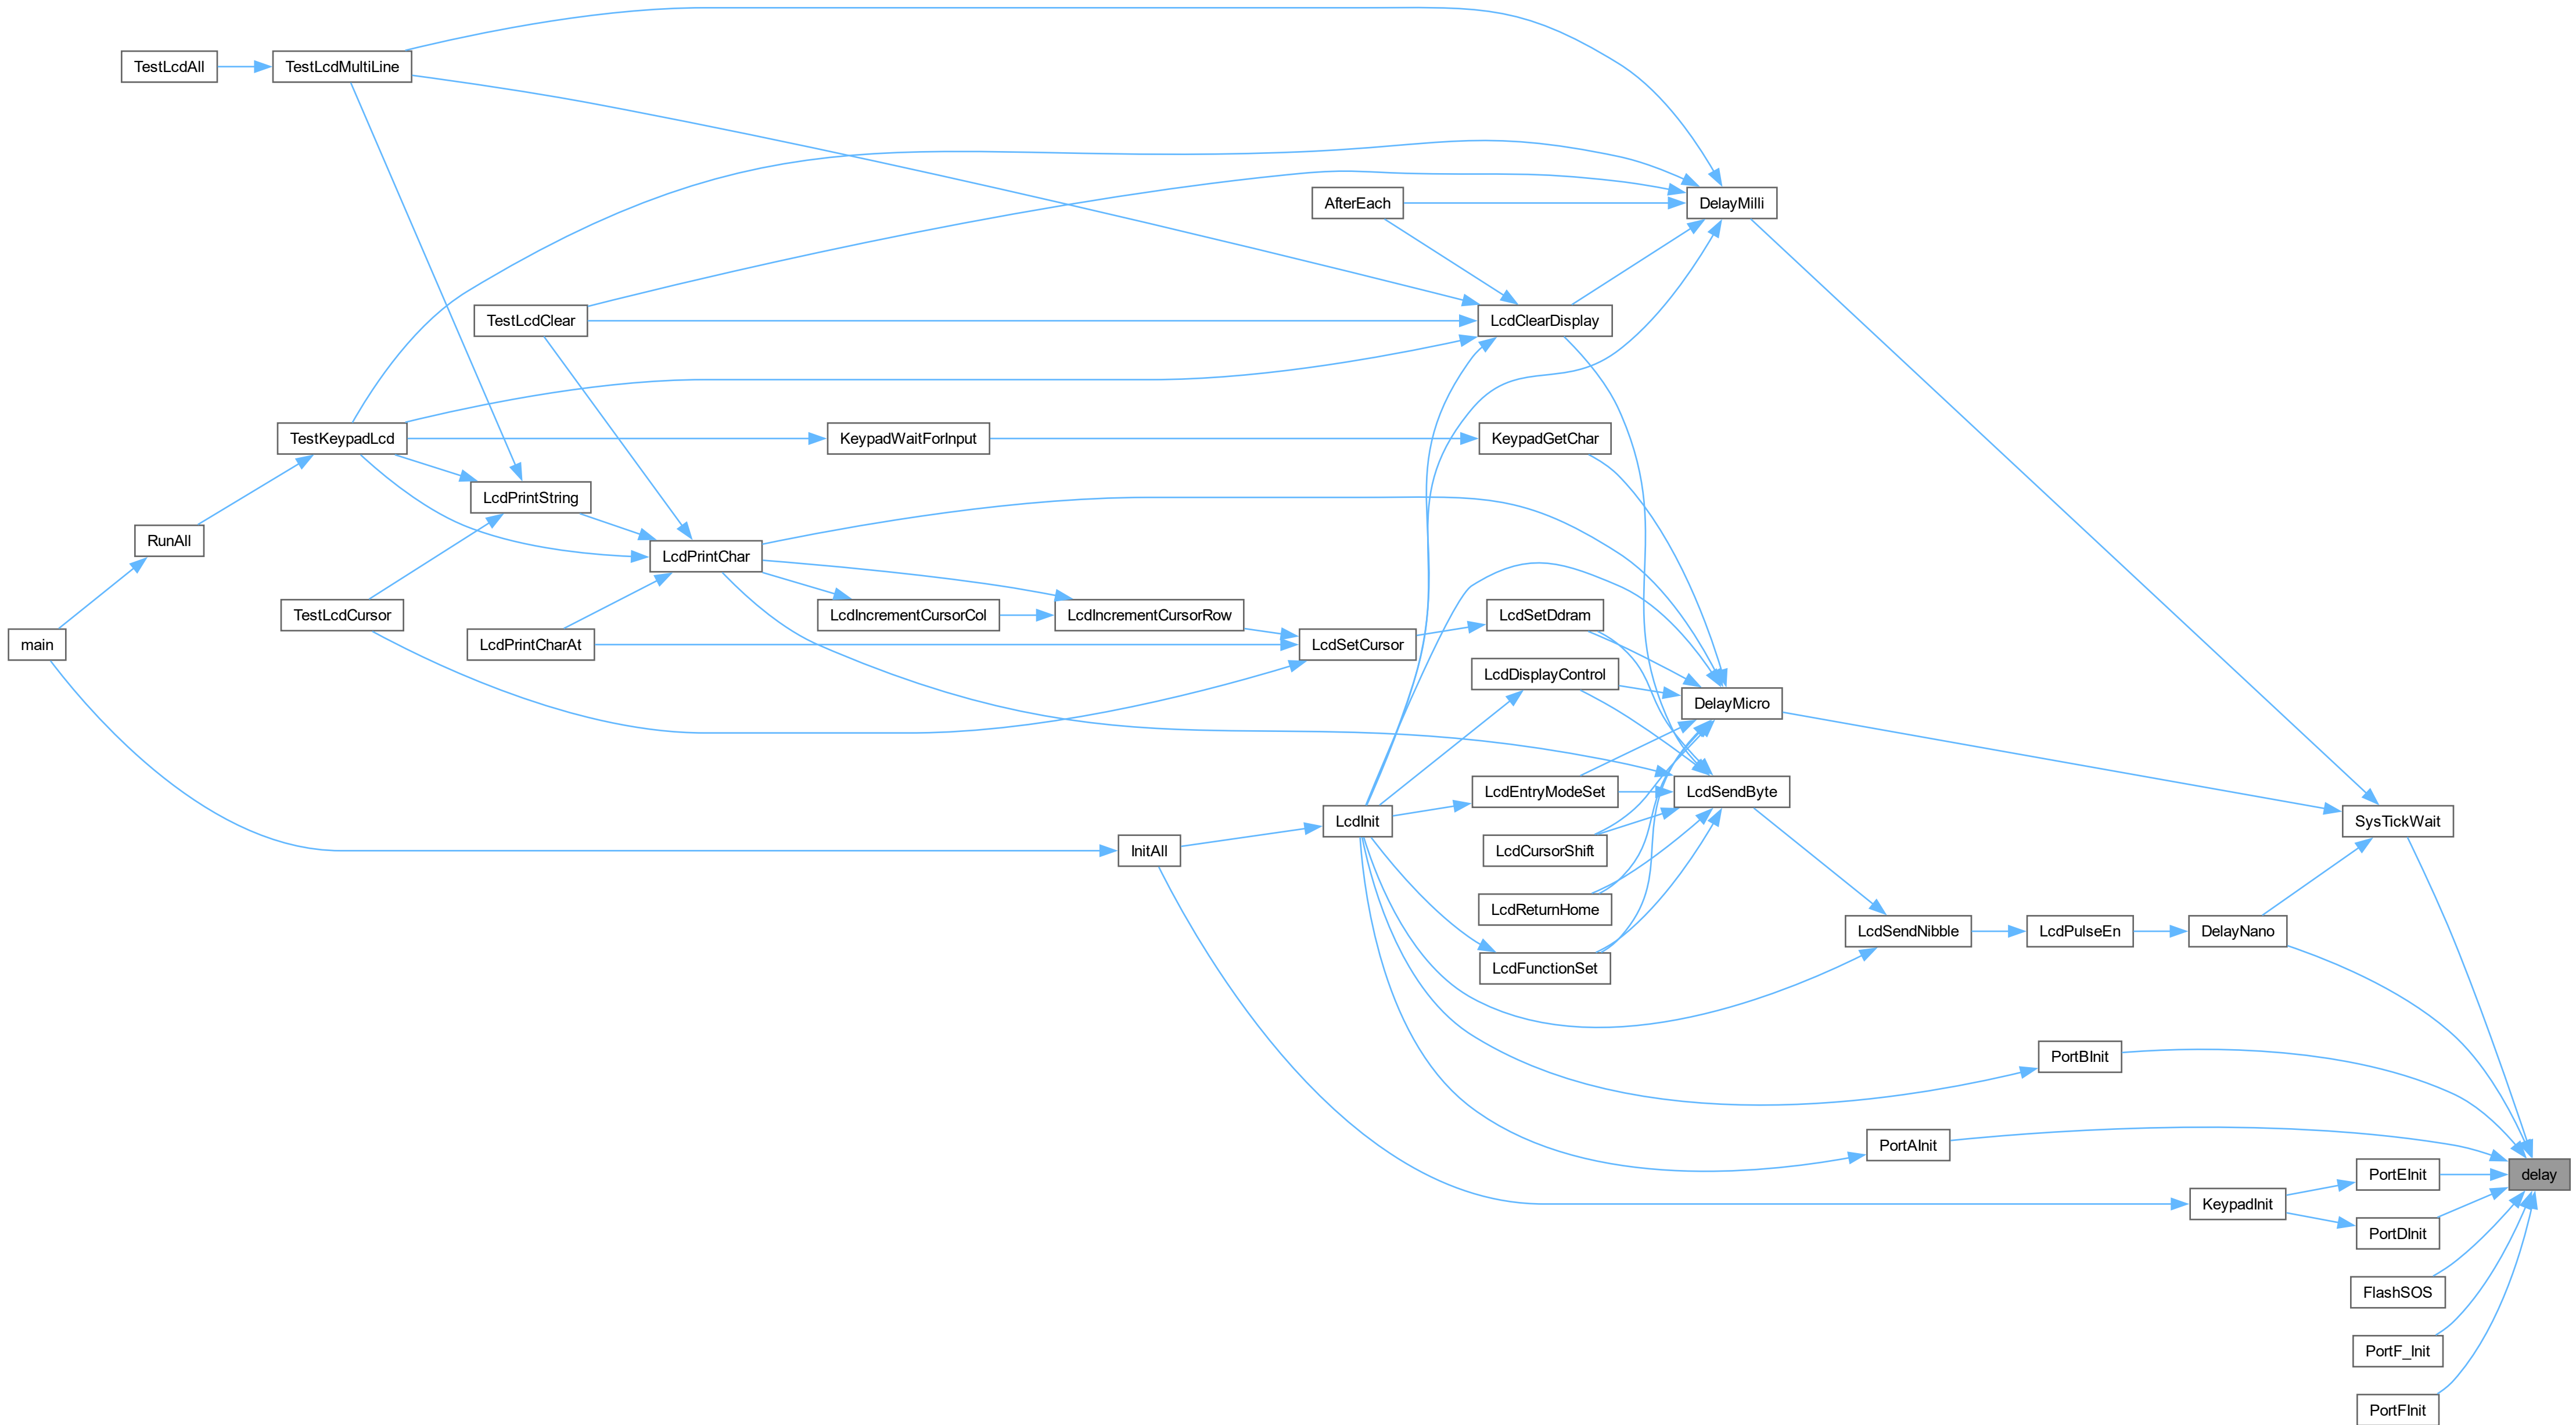 TestLcdAll
TestLcdMultiLine
AfterEach
DelayMilli
TestLcdClear
LcdClearDisplay
TestKeypadLcd
KeypadWaitForInput
KeypadGetChar
LcdPrintString
RunAll
LcdPrintChar
TestLcdCursor
LcdIncrementCursorCol
LcdIncrementCursorRow
LcdSetDdram
main
LcdPrintCharAt
LcdSetCursor
LcdDisplayControl
DelayMicro
LcdEntryModeSet
LcdSendByte
LcdInit
SysTickWait
InitAll
LcdCursorShift
LcdReturnHome
LcdSendNibble
LcdPulseEn
DelayNano
LcdFunctionSet
PortBInit
PortAInit
PortEInit
delay
KeypadInit
PortDInit
FlashSOS
PortF_Init
PortFInit